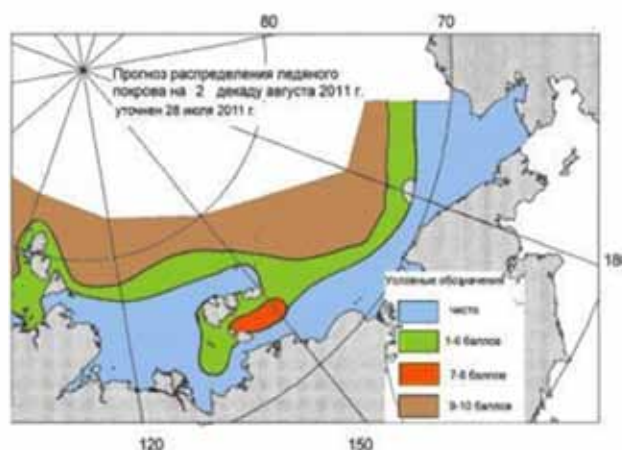 80
70
Прогноз распределения ледяного
покрова на 2 декаду августа 2011 г.
уточнен 28 июля 2011 г.
180
Условные обозначения
чисто
1-6 баллов
7-8 баллов
9-10 баллов
120
150